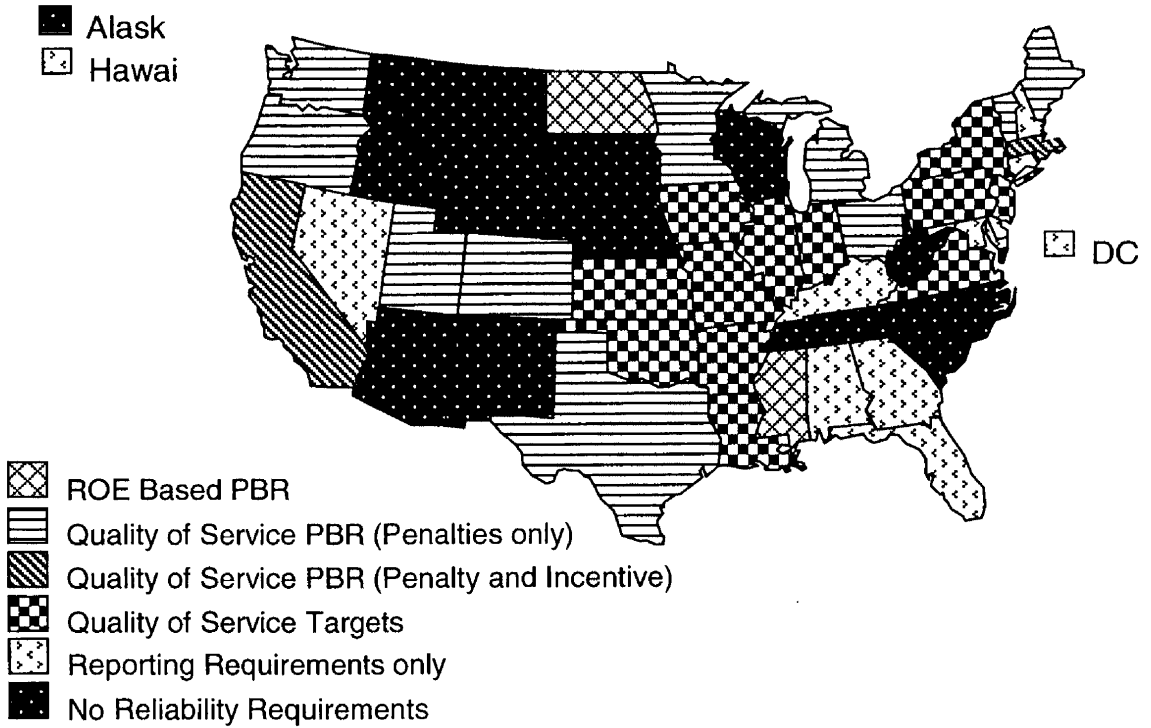 Alask
Hawai
DC
ROE Based PBR
Quality of Service PBR (Penalties only)
Quality of Service PBR (Penalty and Incentive)
Quality of Service Targets
Reporting Requirements only
No Reliability Requirements